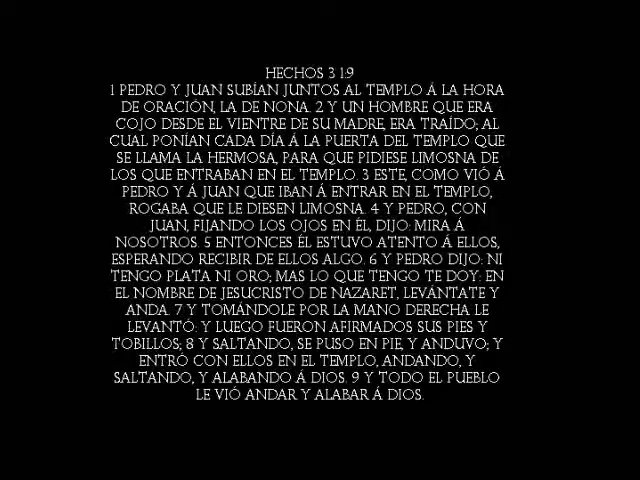 HECHOS 3 1:9
1 PEDRO Y JUAN SUBÍAN JUNTOS AL TEMPLO Á LA HORA
DE ORACIÓN, LA DE NONA. 2 Y UN HOMBRE QUE ERA
COJO DESDE EL VIENTRE DE SU MADRE, ERA TRAÍDO; AL
CUAL PONÍAN CADA DÍA Á LA PUERTA DEL TEMPLO QUE
SE LLAMA LA HERMOSA, PARA QUE PIDIESE LIMOSNA DE
LOS QUE ENTRABAN EN EL TEMPLO. 3 ESTE, COMO VIÓ Á
PEDRO Y Á JUAN QUE IBAN Á ENTRAR EN EL TEMPLO,
ROGABA QUE LE DIESEN LIMOSNA. 4 Y PEDRO, CON
JUAN, FIJANDO LOS OJOS EN ÉL, DIJO: MIRA Á
NOSOTROS. 5 ENTONCES ÉL ESTUVO ATENTO Á ELLOS,
ESPERANDO RECIBIR DE ELLOS ALGO. 6 Y PEDRO DIJO: NI
TENGO PLATA NI ORO; MAS LO QUE TENGO TE DOY: EN
EL NOMBRE DE JESUCRISTO DE NAZARET, LEVÁNTATE Y
ANDA. 7 Y TOMÁNDOLE POR LA MANO DERECHA LE
LEVANTÓ: Y LUEGO FUERON AFIRMADOS SUS PIES Y
TOBILLOS; 8 Y SALTANDO, SE PUSO EN PIE, Y ANDUVO; Y
ENTRÓ CON ELLOS EN EL TEMPLO, ANDANDO, Y
SALTANDO, Y ALABANDO Á DIOS. 9 Y TODO EL PUEBLO
LE VIÓ ANDAR Y ALABAR Á DIOS.